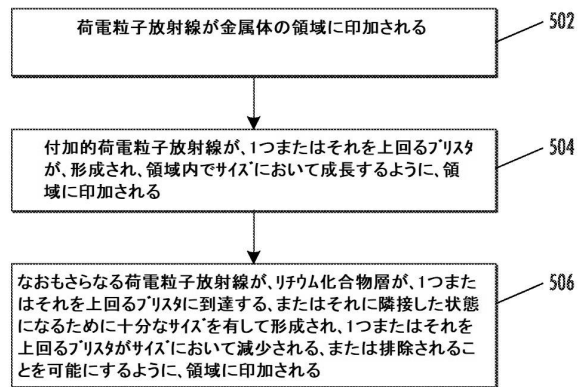 荷電粒子放射線が金属体の領域に印加される
502
付加的荷電粒子放射線が、1つまたはそれを上回るブリスタ
が、形成され、領域内でサイズにおいて成長するように、領
域に印加される
504
なおもさらなる荷電粒子放射線が、リチウム化合物層が、1つまた
はそれを上回るブリスタに到達する、またはそれに隣接した状態
になるために十分なサイズを有して形成され、1つまたはそれを
上回るブリスタがサイズにおいて減少される、または排除されるこ
とを可能にするように、領域に印加される
506